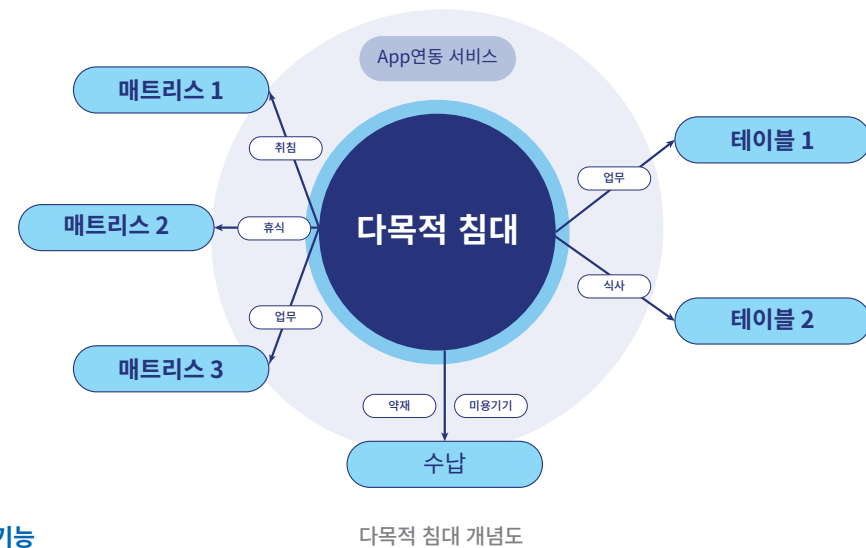 App연동 서비스
매트리스 1
테이블 1
취침
업무
매트리스 2
휴식
다목적 침대
식사
업무
테이블 2
매트리스 3
약재
미용기기
수납
기능
다목적 침대 개념도